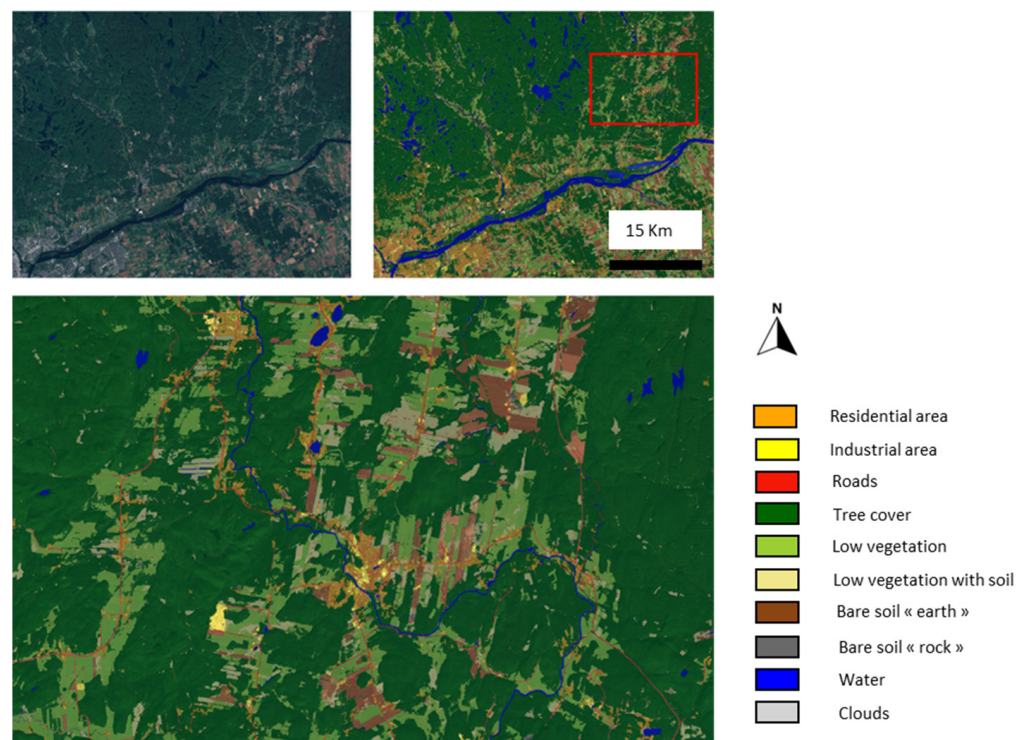 15 Km
N
Residential area
Industrial area
Roads
Tree cover
Low vegetation
Low vegetation with soil
Bare soil « earth »
Bare soil « rock »
Water
Clouds